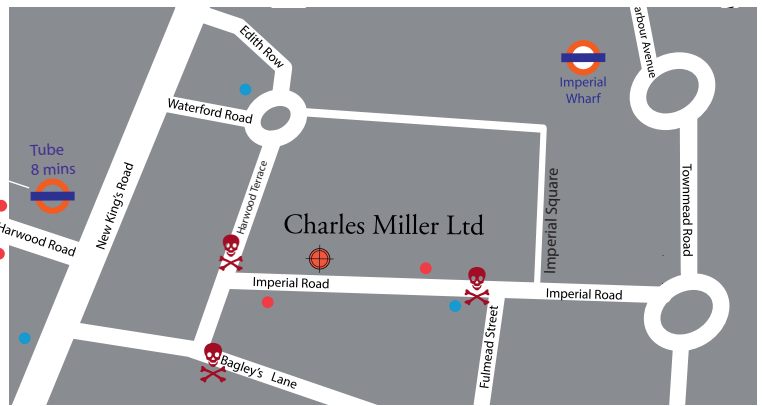 arbour Avenue
Edith Row
Imperial
Wharf
Waterford Road
Tube
8 mins
New King's Road
Harwood Terrace
Townmead Road
Imperial Square
Charles Miller Ltd
Harwood Road
Imperial Road
Imperial Road
Fulmead Street
Bagley's Lane